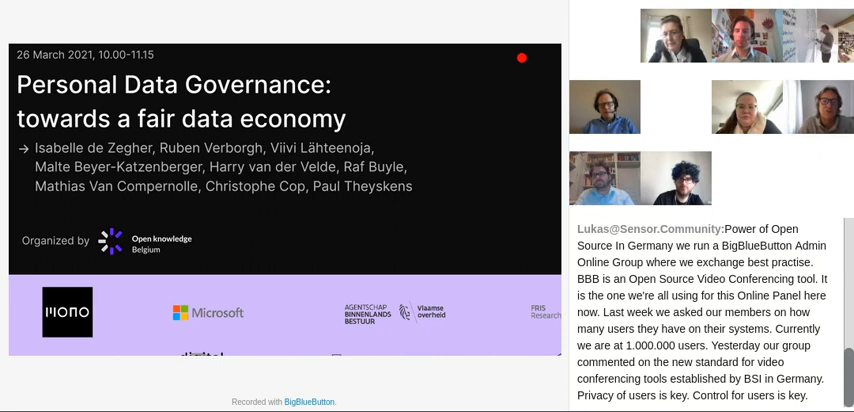 26 March 2021, 10.00-11.15
Personal Data Governance:
towards a fair data economy
→ Isabelle de Zegher, Ruben Verborgh, Viivi Lähteenoja,
Malte Beyer-Katzenberger, Harry van der Velde, Raf Buyle,
Mathias Van Compernolle, Christophe Cop, Paul Theyskens
Organized by
Open knowledge
Belgium
MONO
Microsoft
AGENTSCHAP
BINNENLANDS
BESTUUR
Vlaamse
overheid
FRIS
Research
Recorded with BigBlueButton.
Lukas@Sensor.Community:Power of Open
Source In Germany we run a BigBlueButton Admin
Online Group where we exchange best practise.
BBB is an Open Source Video Conferencing tool. It
is the one we're all using for this Online Panel here
now. Last week we asked our members on how
many users they have on their systems. Currently
we are at 1.000.000 users. Yesterday our group
commented on the new standard for video
conferencing tools established by BSI in Germany.
Privacy of users is key. Control for users is key.